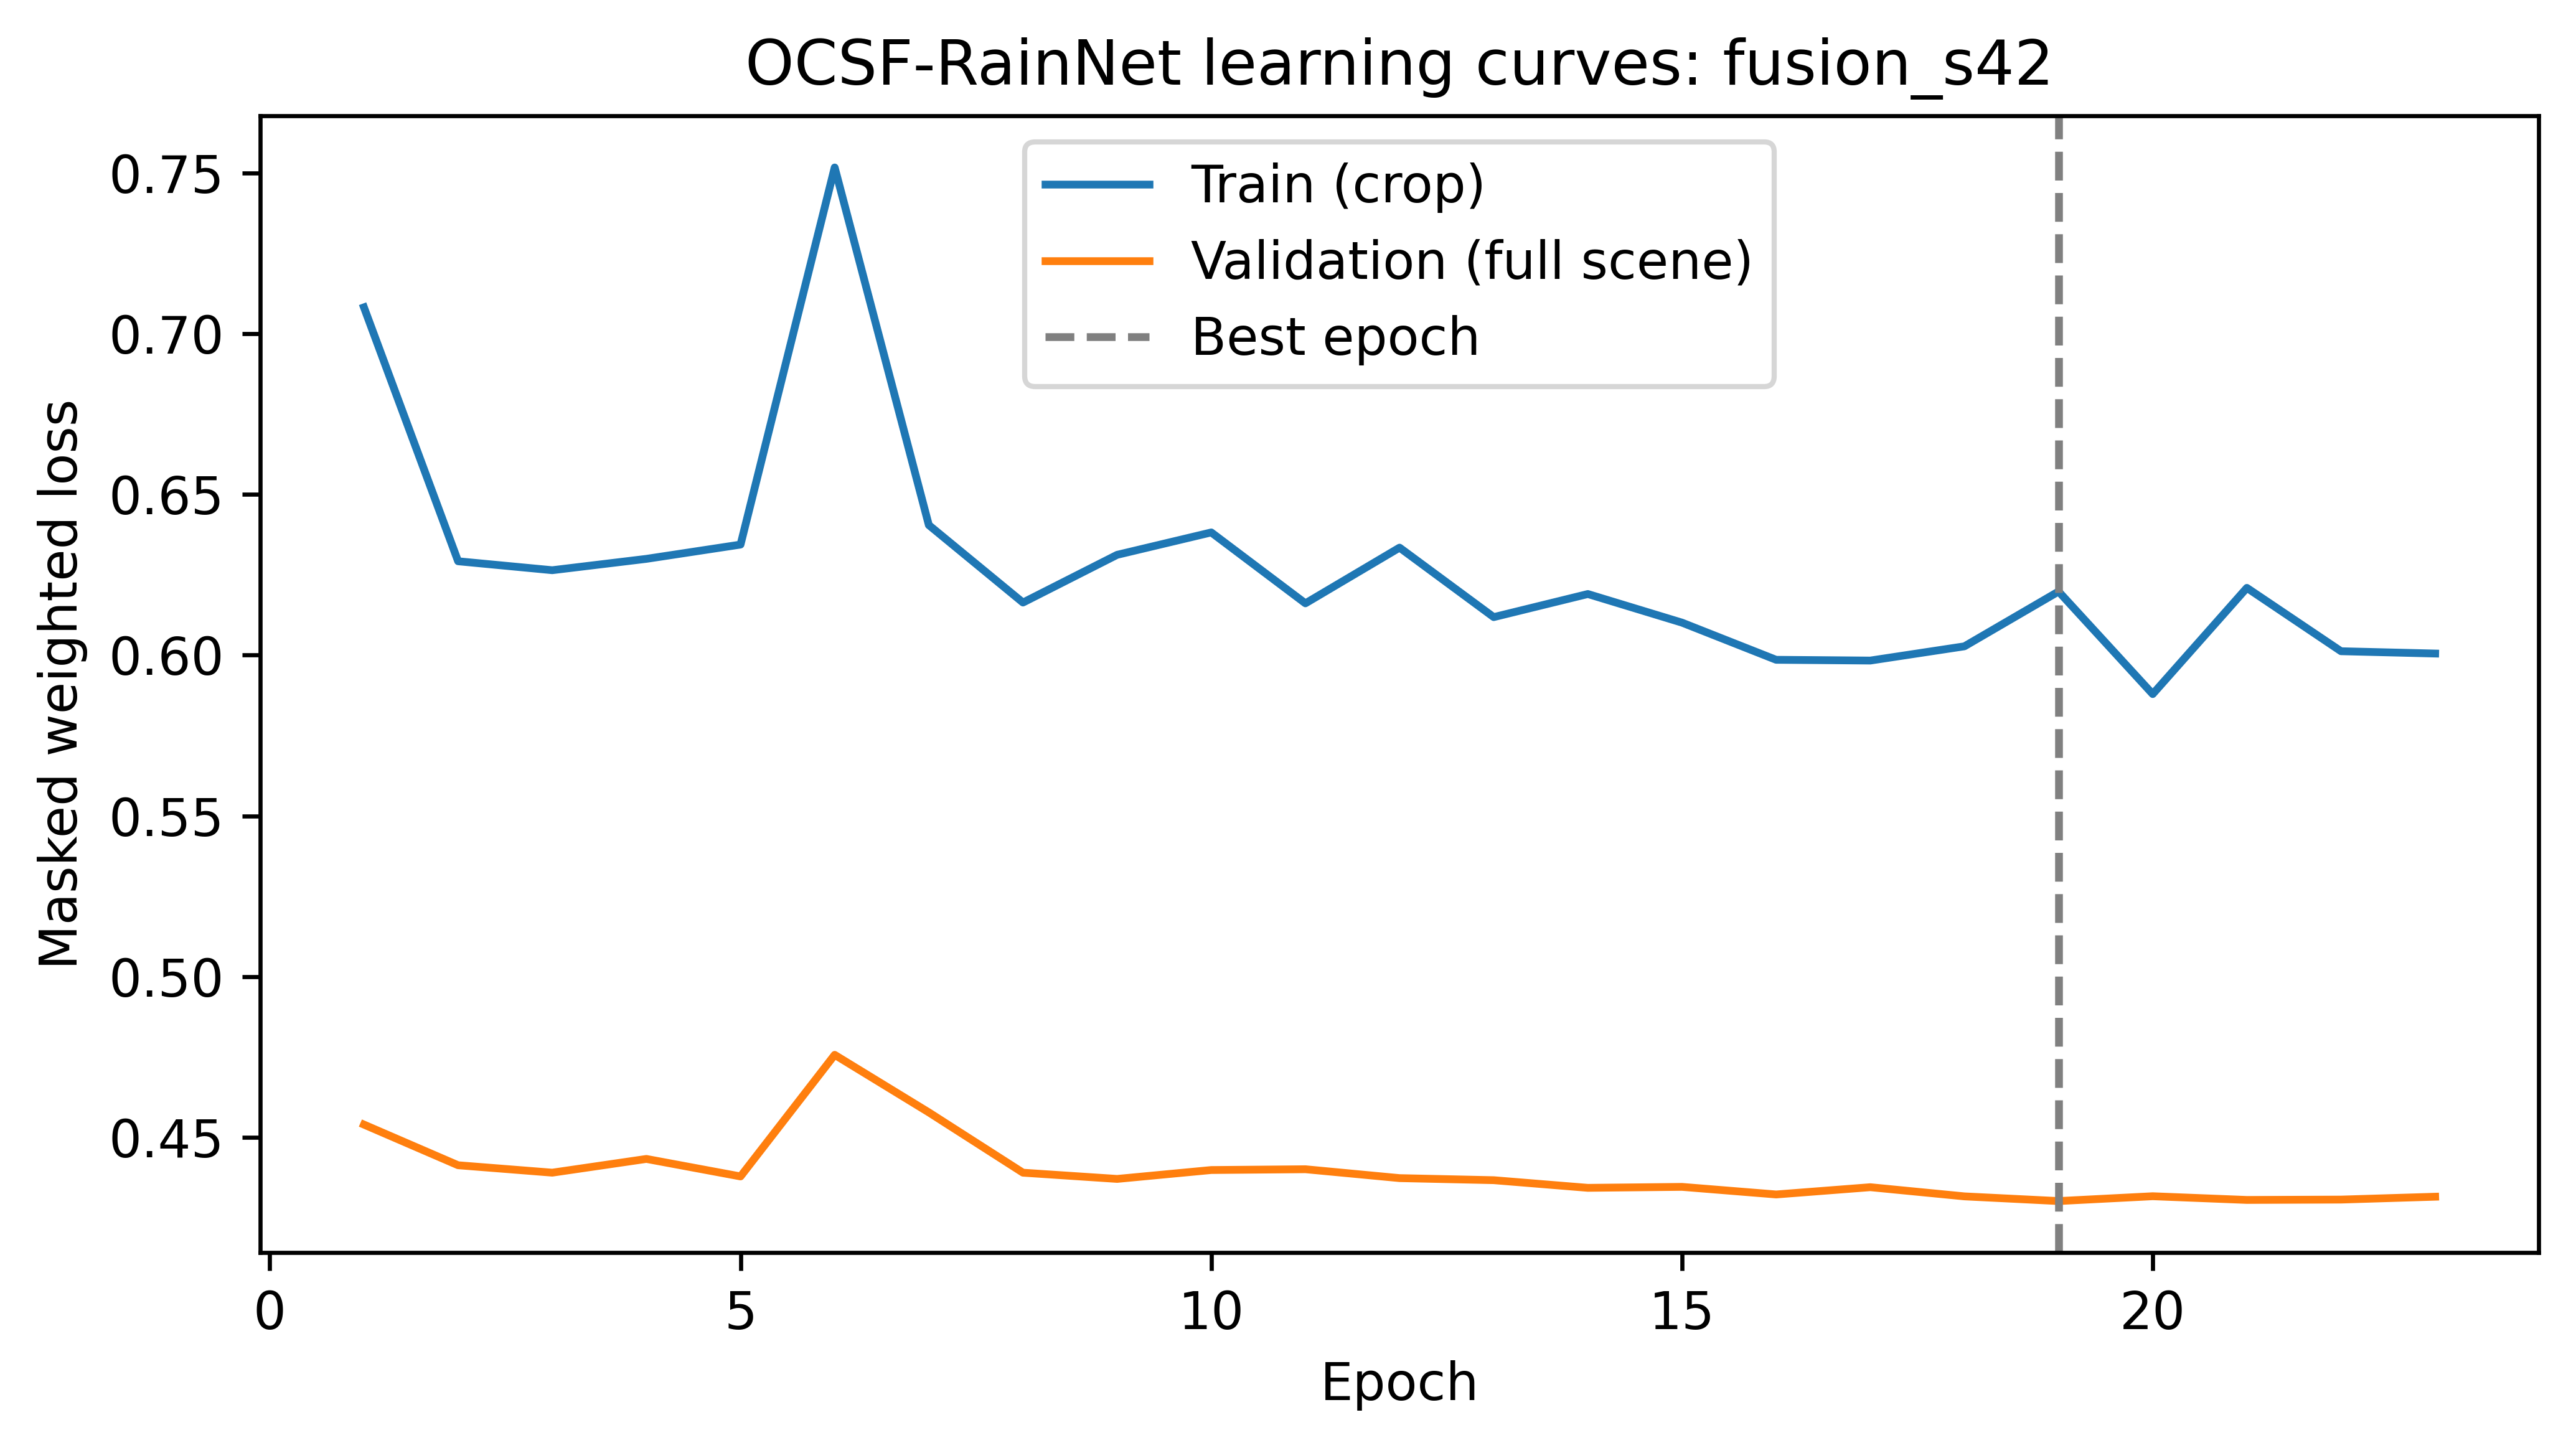 OCSF-RainNet learning curves: fusion_s42
Train (crop)
Validation (full scene)
Best epoch
Masked weighted loss
0.75
0.70
0.65
0.60
0.55
0.50
0.45
0
5
10
15
20
Epoch